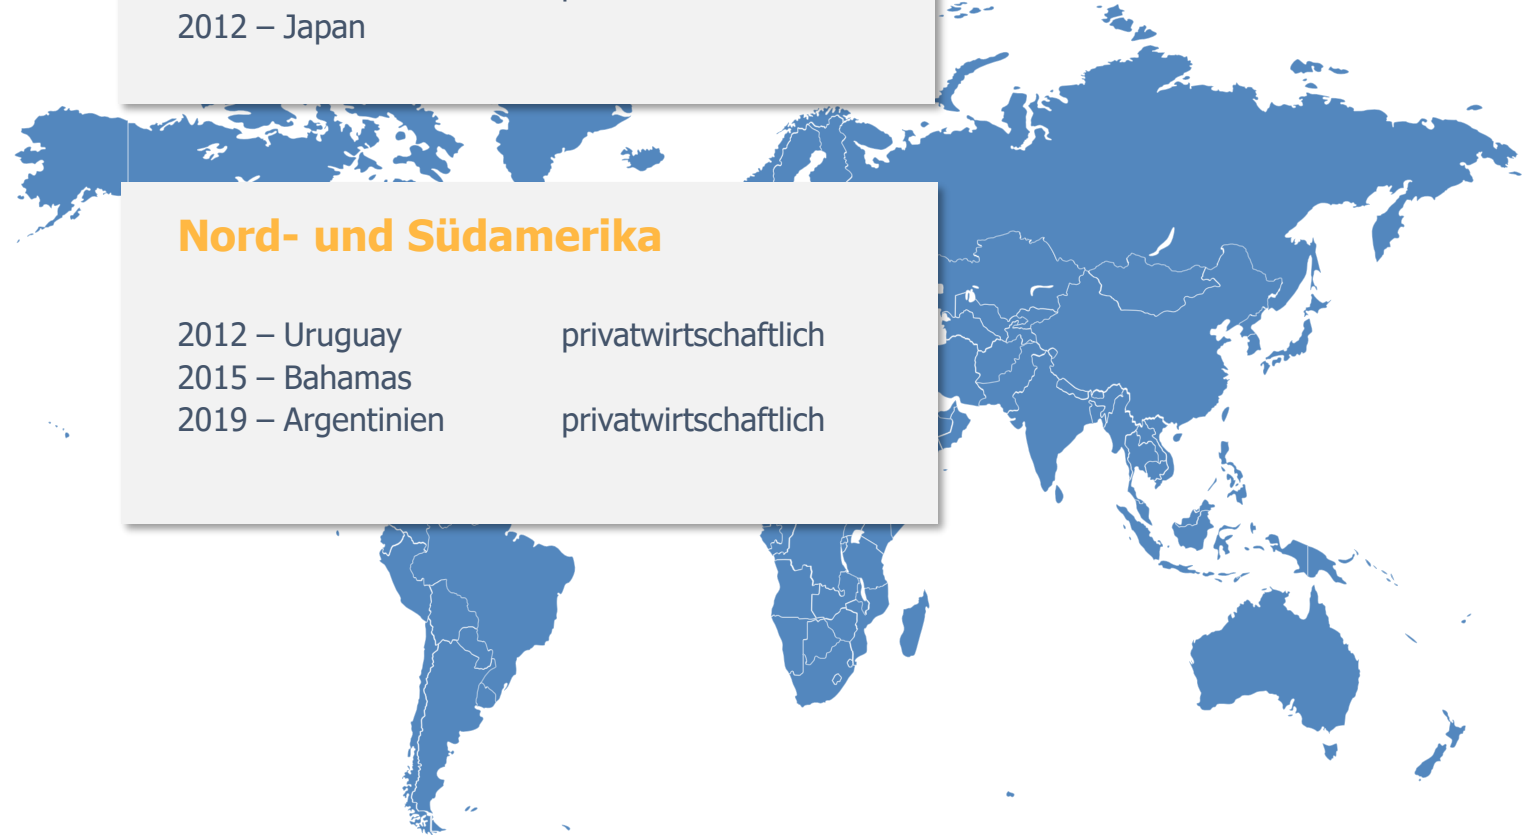 2012 – Japan
Nord- und Südamerika
2012 – Uruguay privatwirtschaftlich
2015 – Bahamas
2019 – Argentinien privatwirtschaftlich